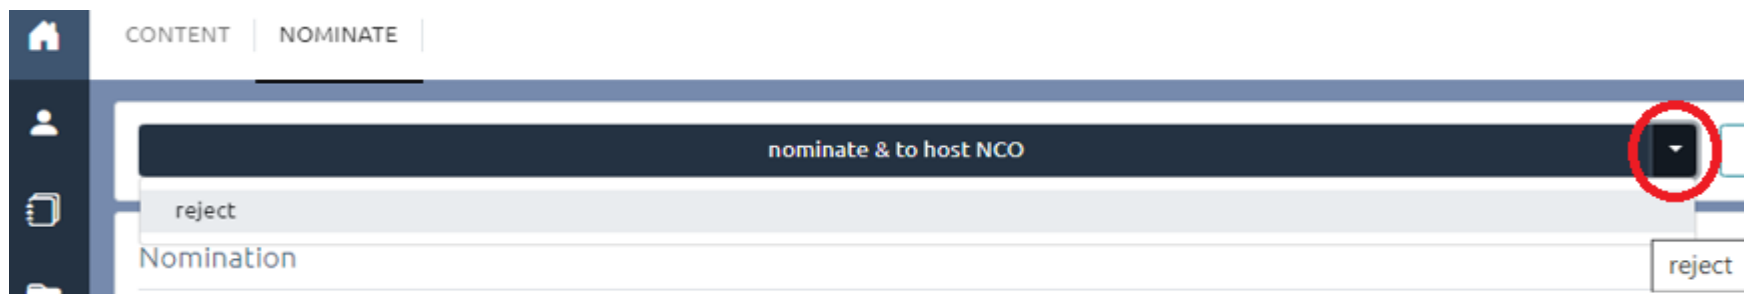 CONTENT NOMINATE
nominate & to host NCO
reject
Nomination
reject